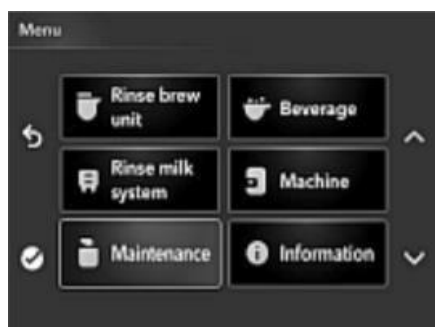 Menu
Rinse brew
unit
Beverage
Rinse milk
system
Machine
Maintenance
Information